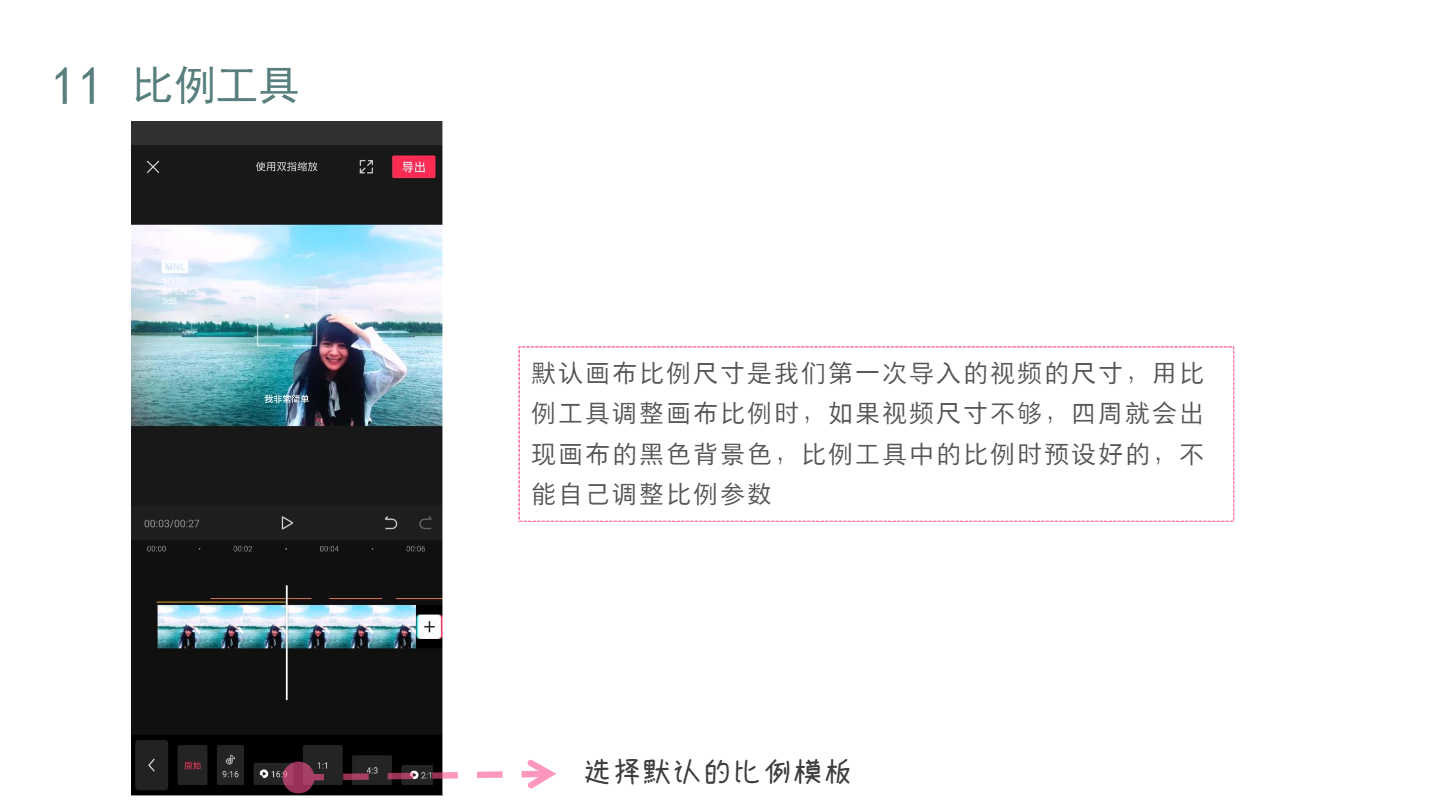 11 比例工具
使用双指缩放
导出
MNL
OPEN
3dB
我非常简单
默认画布比例尺寸是我们第一次导入的视频的尺寸，用比
例工具调整画布比例时，如果视频尺寸不够，四周就会出
现画布的黑色背景色，比例工具中的比例时预设好的，不
能自己调整比例参数
00:03/00:27
00:00 00:02 00:04 00:06
原始 9:16 16:9 1:1 4:3 2:1
选择默认的比例模板